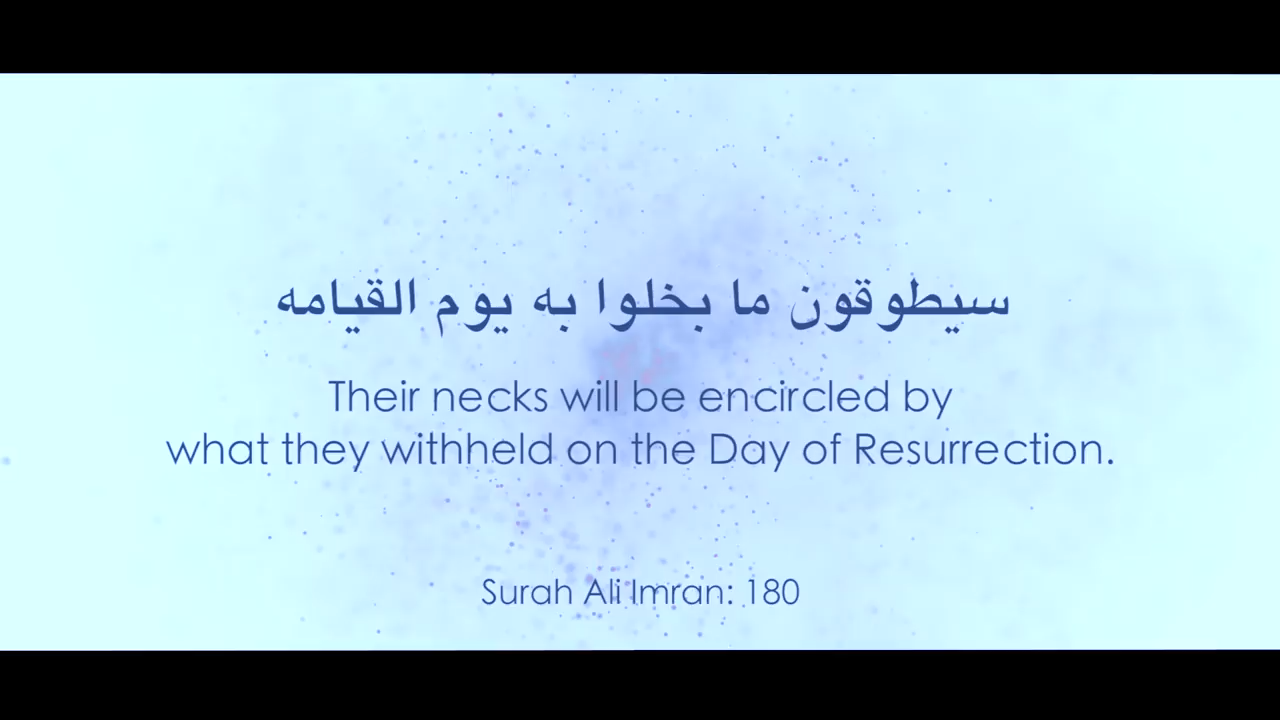 سيطوقون ما بخلوا به يوم القيامه
Their necks will be encircled by
what they withheld on the Day of Resurrection.
Surah Ali Imran: 180